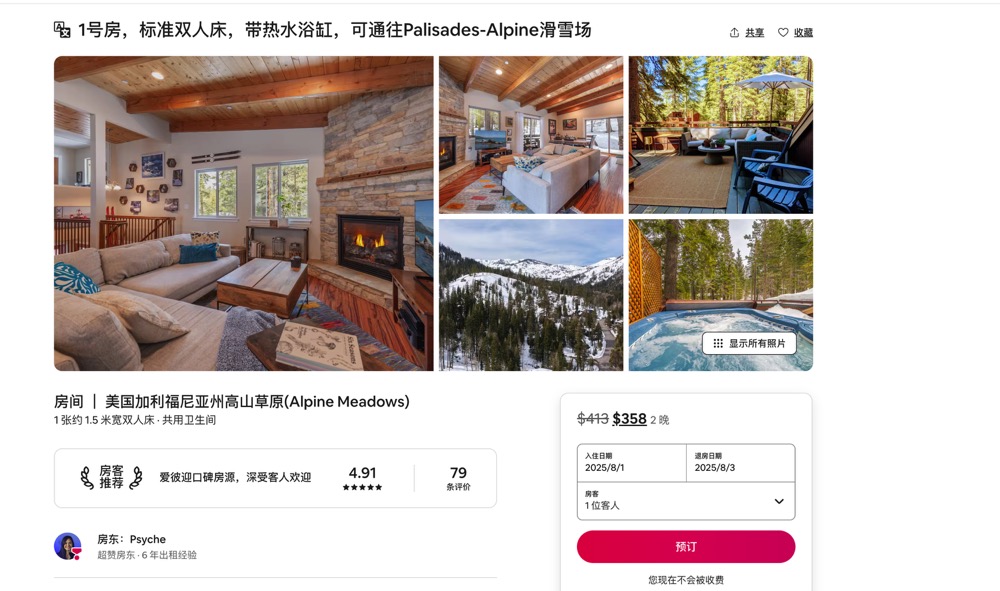 1号房，标准双人床，带热水浴缸，可通往Palisades-Alpine滑雪场
共享
收藏
显示所有照片
房间 | 美国加利福尼亚州高山草原(Alpine Meadows)
1 张约 1.5 米宽双人床 · 共用卫生间
房客
推荐
爱彼迎口碑房源，深受客人欢迎
4.91
79
条评价
房东：Psyche
超赞房东 · 6 年出租经验
$413 $358 2 晚
入住日期
2025/8/1
退房日期
2025/8/3
房客
1 位客人
预订
您现在不会被收费